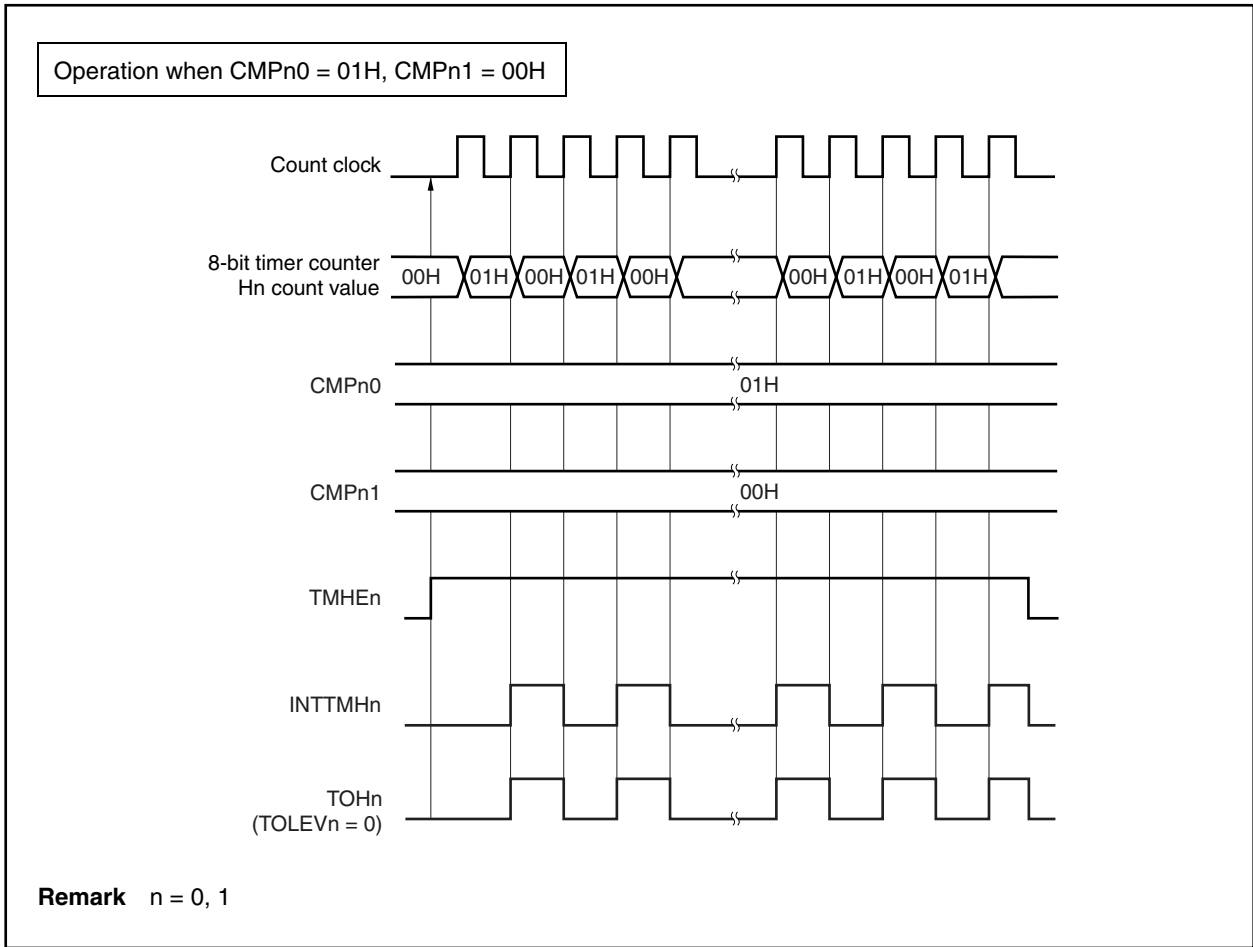 Operation when CMPn0 = 01H, CMPn1 = 00H
Count clock
8-bit timer counter
Hn count value
00H 01H 00H 01H 00H 00H 01H 00H 01H
CMPn0
01H
CMPn1
00H
TMHEn
INTTMHn
TOHn
(TOLEVn = 0)
Remark n = 0, 1